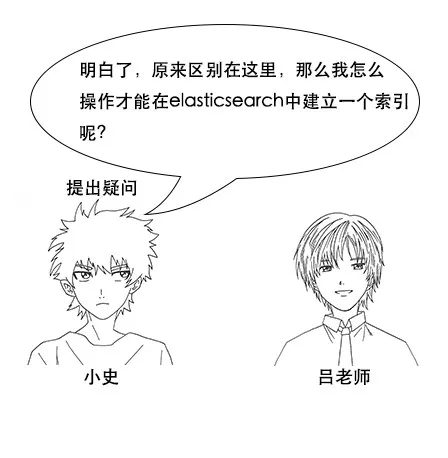 明白了，原来区别在这里，那么我怎么
操作才能在elasticsearch中建立一个索引
呢？
提出疑问
小史
吕老师